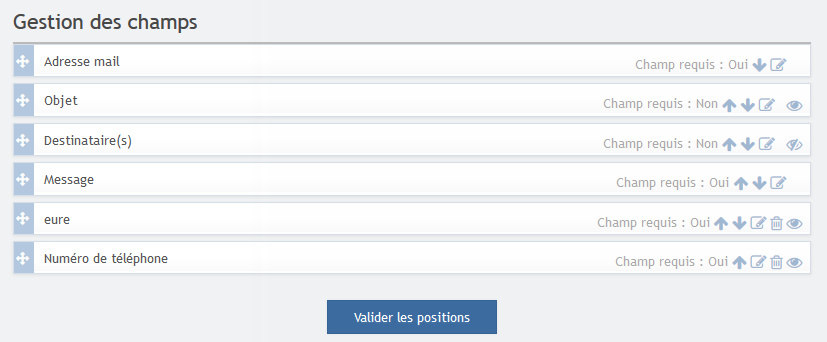 Gestion des champs
Adresse mail Champ requis : Oui
Objet Champ requis : Non
Destinataire(s) Champ requis : Non
Message Champ requis : Oui
eure Champ requis : Oui
Numéro de téléphone Champ requis : Oui
Valider les positions